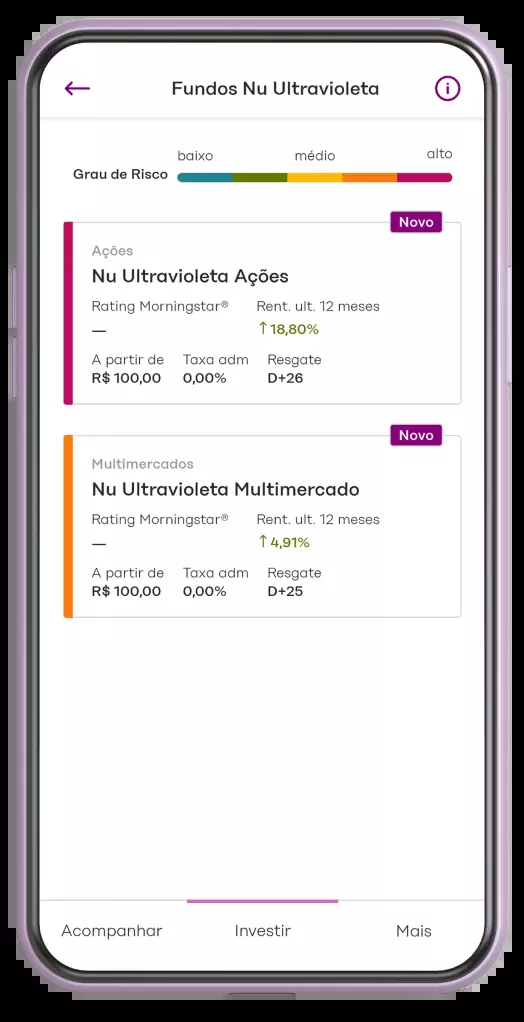 Fundos Nu Ultravioleta
baixo médio alto
Grau de Risco
Novo
Ações
Nu Ultravioleta Ações
Rating Morningstar® Rent. ult. 12 meses
— ↑18,80%
A partir de Taxa adm Resgate
R$ 100,00 0,00% D+26
Novo
Multimercados
Nu Ultravioleta Multimercado
Rating Morningstar® Rent. ult. 12 meses
— ↑4,91%
A partir de Taxa adm Resgate
R$ 100,00 0,00% D+25
Acompanhar Investir Mais